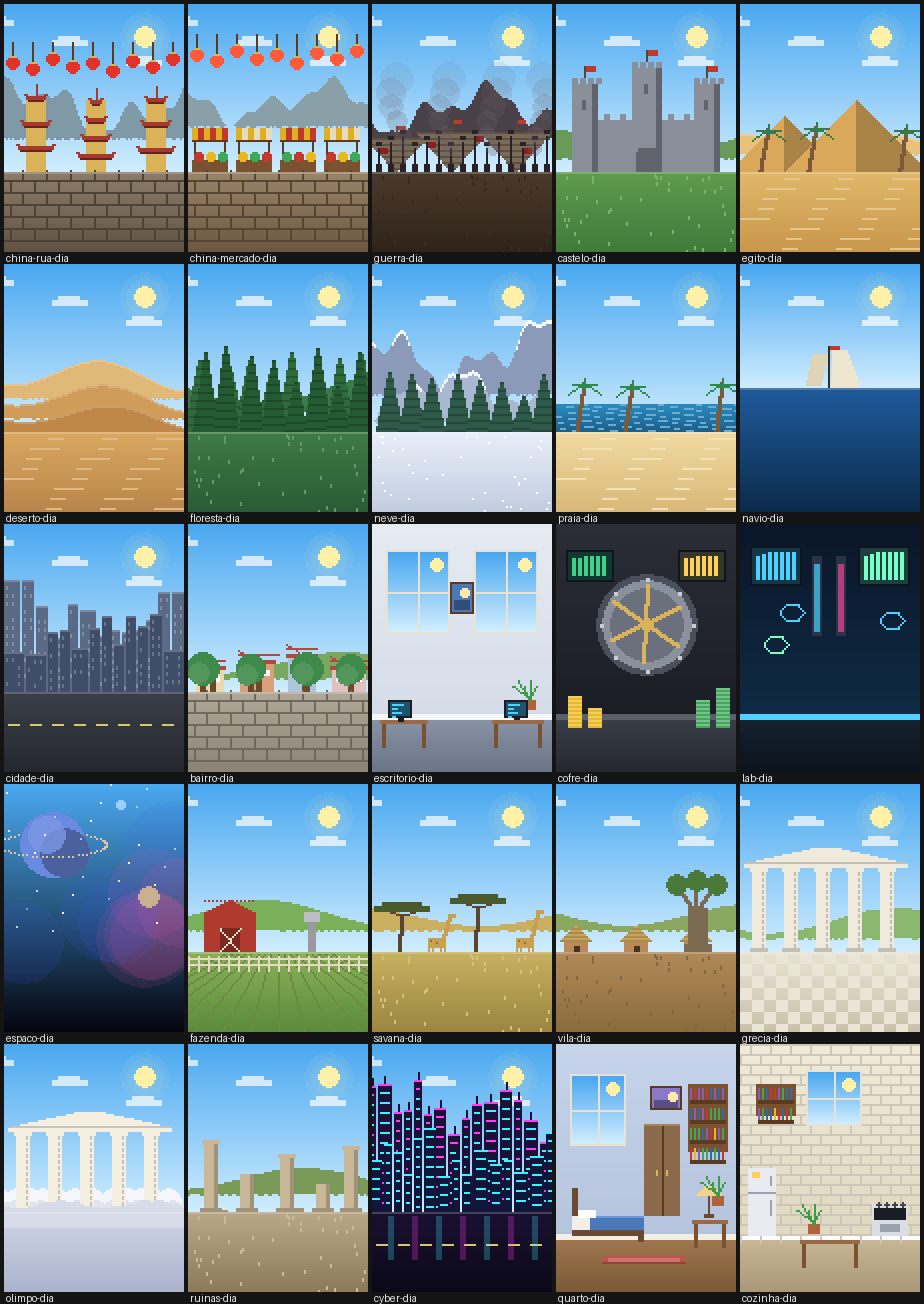 china-rua-dia
china-mercado-dia
guerra-dia
castelo-dia
egito-dia
deserto-dia
floresta-dia
neve-dia
praia-dia
navio-dia
cidade-dia
bairro-dia
escritorio-dia
cofre-dia
lab-dia
espaco-dia
fazenda-dia
savana-dia
vila-dia
grecia-dia
olimpo-dia
ruinas-dia
cyber-dia
quarto-dia
cozinha-dia